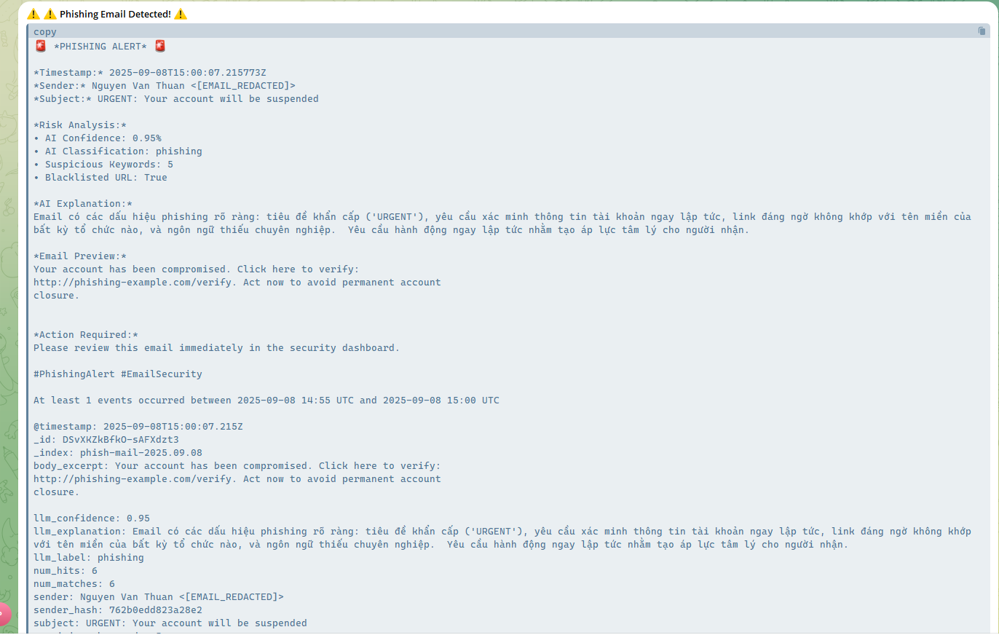 ⚠️ ⚠️ Phishing Email Detected! ⚠️
copy
🚨 *PHISHING ALERT* 🚨
*Timestamp:* 2025-09-08T15:00:07.215773Z
*Sender:* Nguyen Van Thuan <[EMAIL_REDACTED]>
*Subject:* URGENT: Your account will be suspended
*Risk Analysis:*
• AI Confidence: 0.95%
• AI Classification: phishing
• Suspicious Keywords: 5
• Blacklisted URL: True
*AI Explanation:*
Email có các dấu hiệu phishing rõ ràng: tiêu đề khẩn cấp ('URGENT'), yêu cầu xác minh thông tin tài khoản ngay lập tức, link đáng ngờ không khớp với tên miền của
bất kỳ tổ chức nào, và ngôn ngữ thiếu chuyên nghiệp.  Yêu cầu hành động ngay lập tức nhằm tạo áp lực tâm lý cho người nhận.
*Email Preview:*
Your account has been compromised. Click here to verify:
http://phishing-example.com/verify. Act now to avoid permanent account
closure.
*Action Required:*
Please review this email immediately in the security dashboard.
#PhishingAlert #EmailSecurity
At least 1 events occurred between 2025-09-08 14:55 UTC and 2025-09-08 15:00 UTC
@timestamp: 2025-09-08T15:00:07.215Z
_id: DSvXKZkBfkO-sAFXdzt3
_index: phish-mail-2025.09.08
body_excerpt: Your account has been compromised. Click here to verify:
http://phishing-example.com/verify. Act now to avoid permanent account
closure.
llm_confidence: 0.95
llm_explanation: Email có các dấu hiệu phishing rõ ràng: tiêu đề khẩn cấp ('URGENT'), yêu cầu xác minh thông tin tài khoản ngay lập tức, link đáng ngờ không khớp
với tên miền của bất kỳ tổ chức nào, và ngôn ngữ thiếu chuyên nghiệp.  Yêu cầu hành động ngay lập tức nhằm tạo áp lực tâm lý cho người nhận.
llm_label: phishing
num_hits: 6
num_matches: 6
sender: Nguyen Van Thuan <[EMAIL_REDACTED]>
sender_hash: 762b0edd823a28e2
subject: URGENT: Your account will be suspended